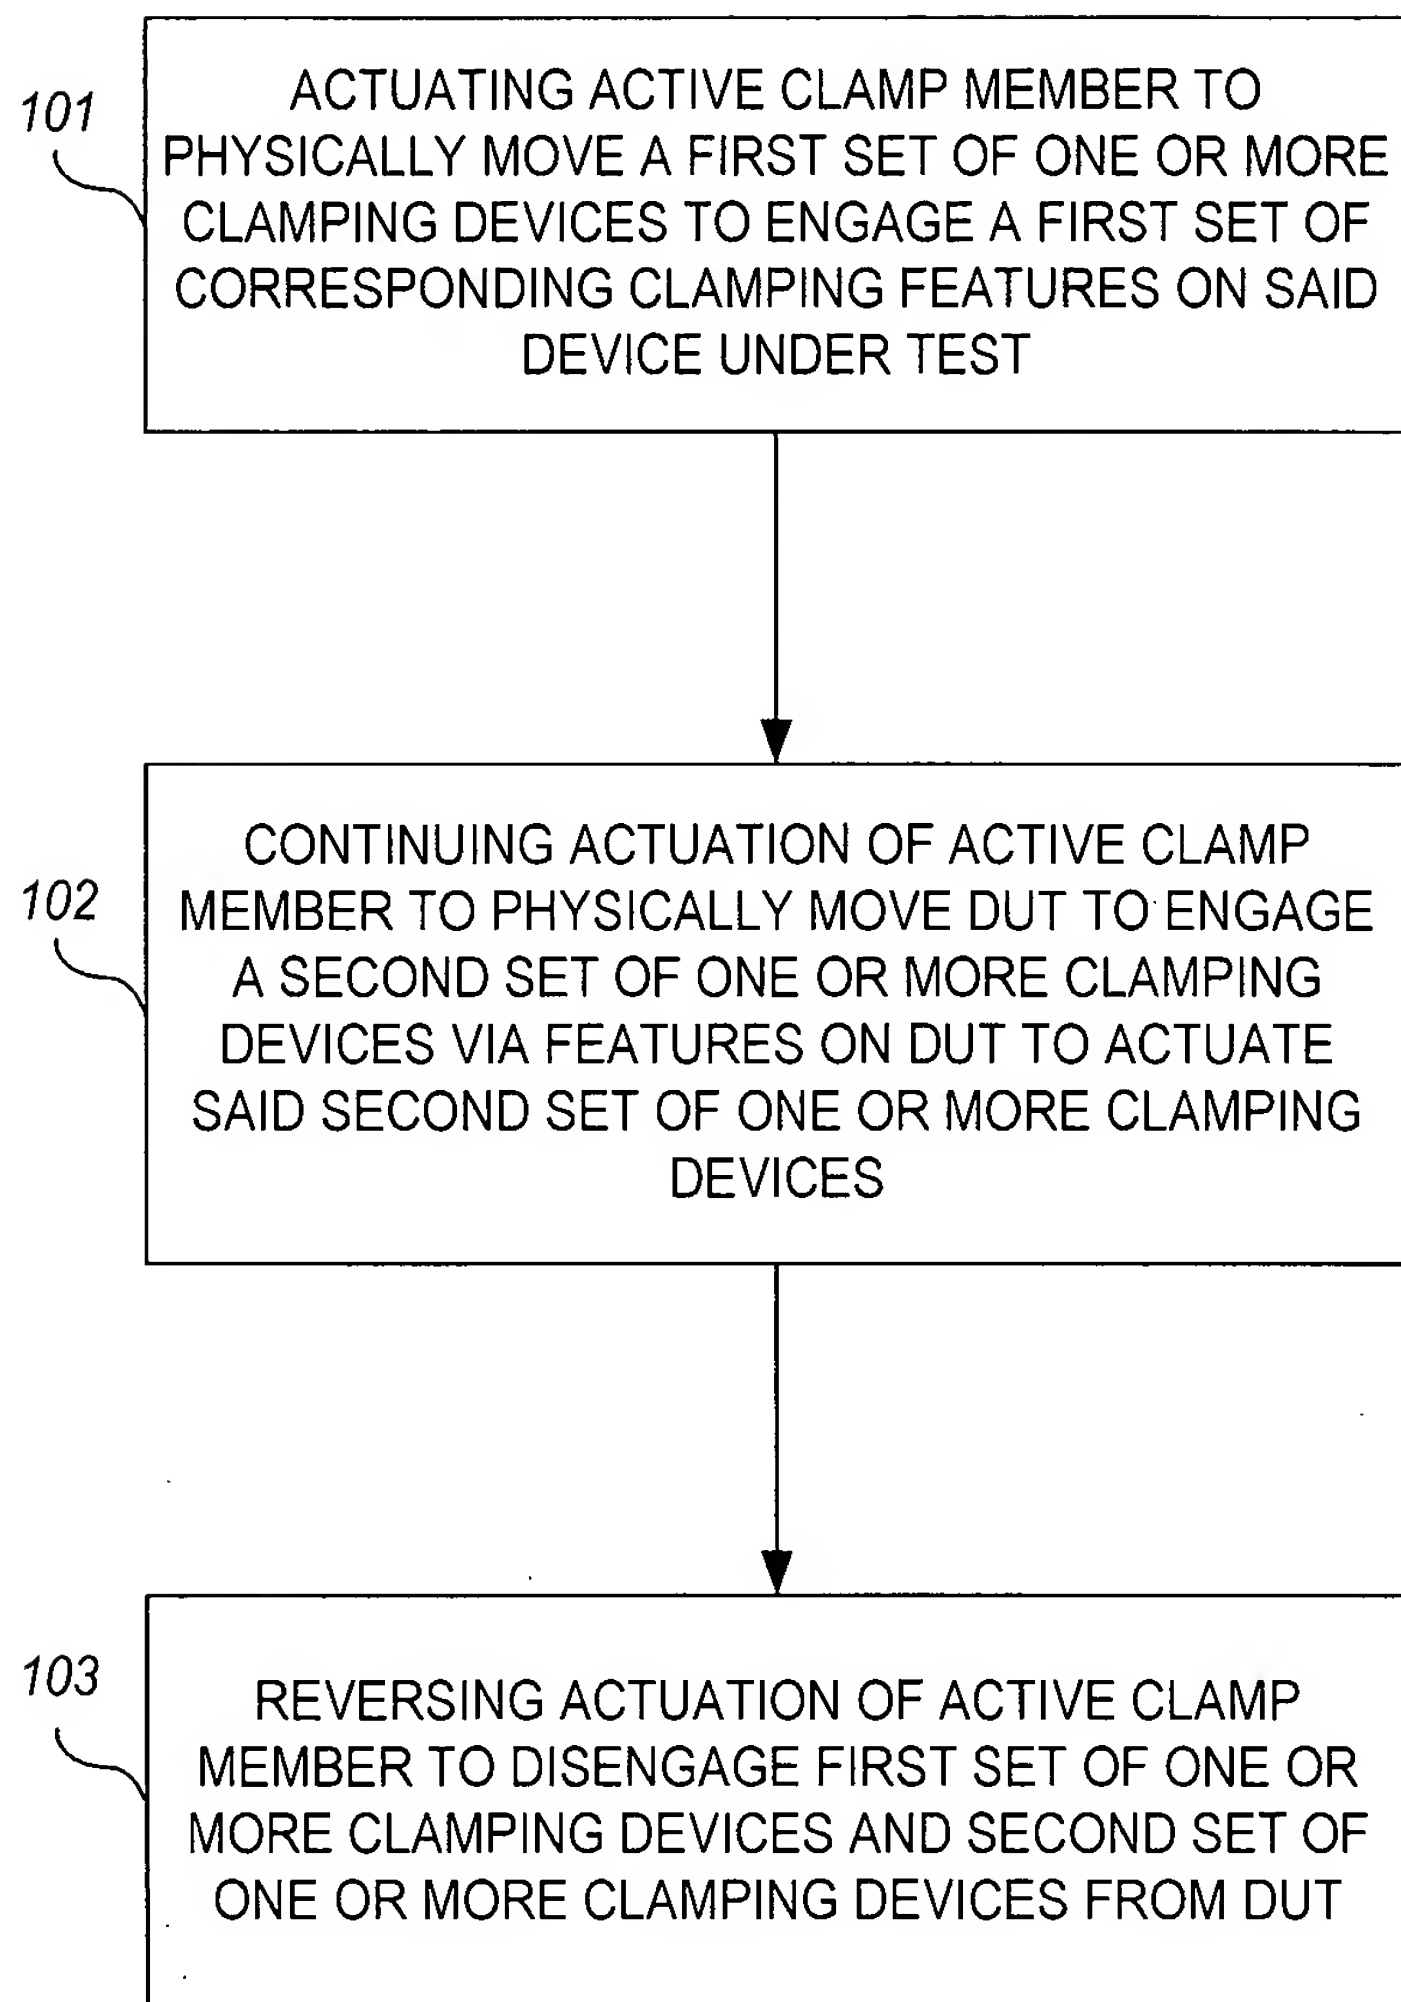 101
ACTUATING ACTIVE CLAMP MEMBER TO
PHYSICALLY MOVE A FIRST SET OF ONE OR MORE
CLAMPING DEVICES TO ENGAGE A FIRST SET OF
CORRESPONDING CLAMPING FEATURES ON SAID
DEVICE UNDER TEST
102
CONTINUING ACTUATION OF ACTIVE CLAMP
MEMBER TO PHYSICALLY MOVE DUT TO ENGAGE
A SECOND SET OF ONE OR MORE CLAMPING
DEVICES VIA FEATURES ON DUT TO ACTUATE
SAID SECOND SET OF ONE OR MORE CLAMPING
DEVICES
103
REVERSING ACTUATION OF ACTIVE CLAMP
MEMBER TO DISENGAGE FIRST SET OF ONE OR
MORE CLAMPING DEVICES AND SECOND SET OF
ONE OR MORE CLAMPING DEVICES FROM DUT